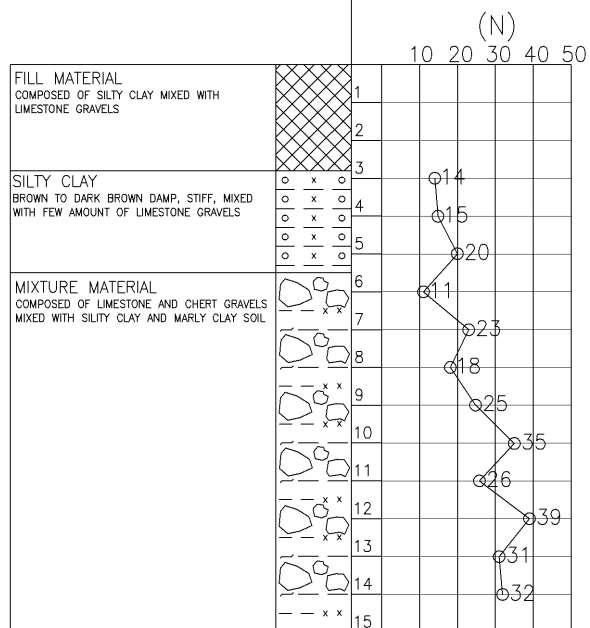 (N)
10 20 30 40 50
FILL MATERIAL
COMPOSED OF SILTY CLAY MIXED WITH
LIMESTONE GRAVELS
1
2
3
SILTY CLAY
BROWN TO DARK BROWN DAMP, STIFF, MIXED
WITH FEW AMOUNT OF LIMESTONE GRAVELS
14
4
15
5
20
MIXTURE MATERIAL
COMPOSED OF LIMESTONE AND CHERT GRAVELS
MIXED WITH SILITY CLAY AND MARLY CLAY SOIL
6
11
7
23
8
18
9
25
10
35
11
26
12
39
13
31
14
32
15